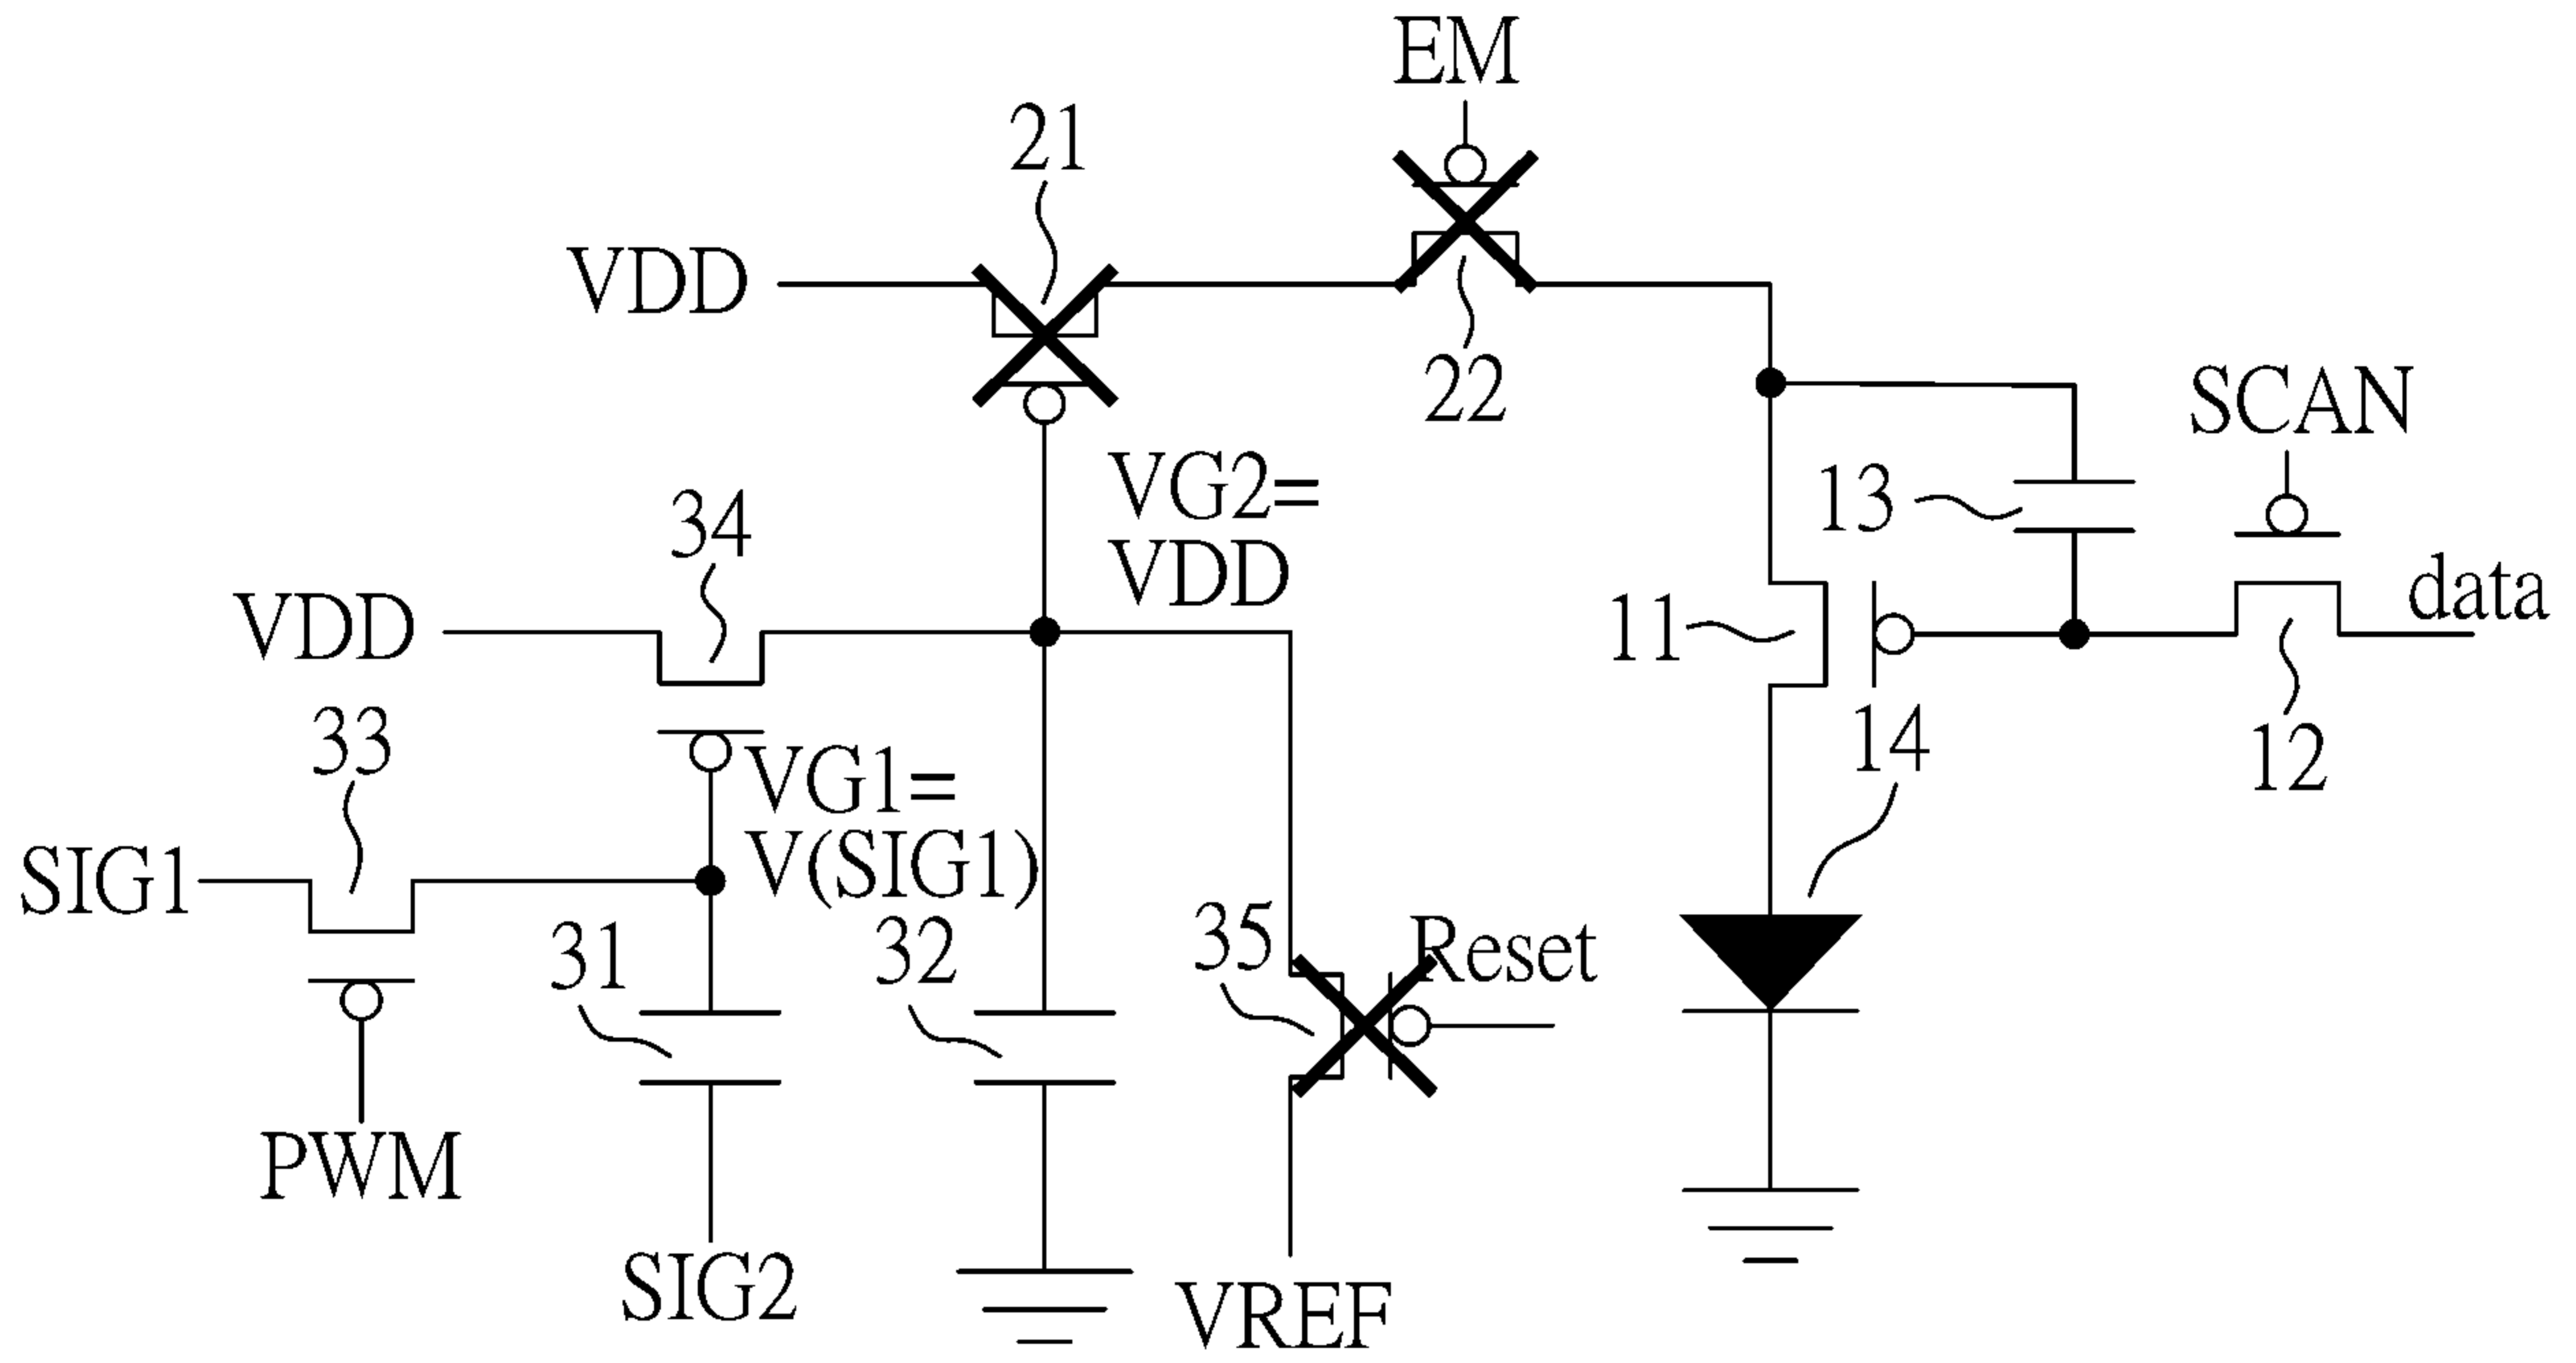 EM
21
VDD
22
SCAN
VG2=
VDD
13
34
data
VDD
11
33
VG1=
V(SIG1)
14
12
SIG1
31
32
35
Reset
PWM
SIG2
VREF